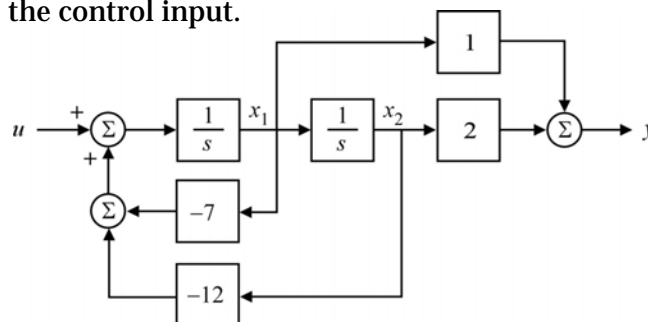 the control input.
1
u
+
Σ
1
s
x1
1
s
x2
2
Σ
y
+
Σ
−7
−12